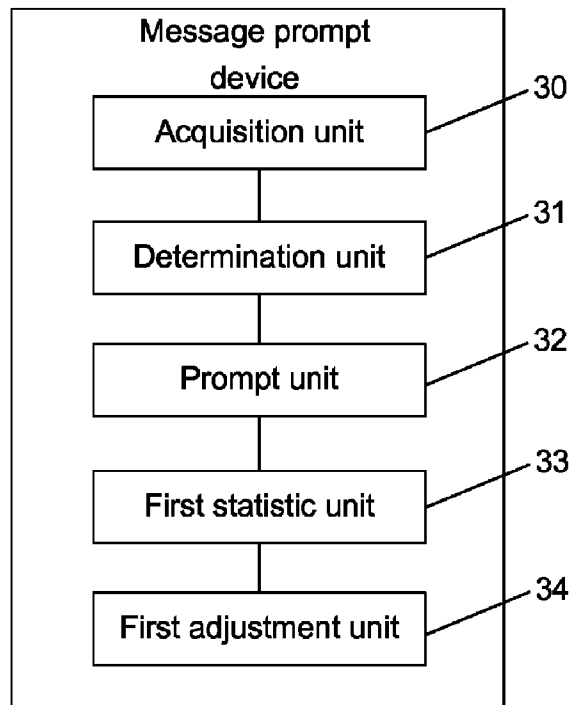 Message prompt
device
30
Acquisition unit
31
Determination unit
32
Prompt unit
33
First statistic unit
34
First adjustment unit